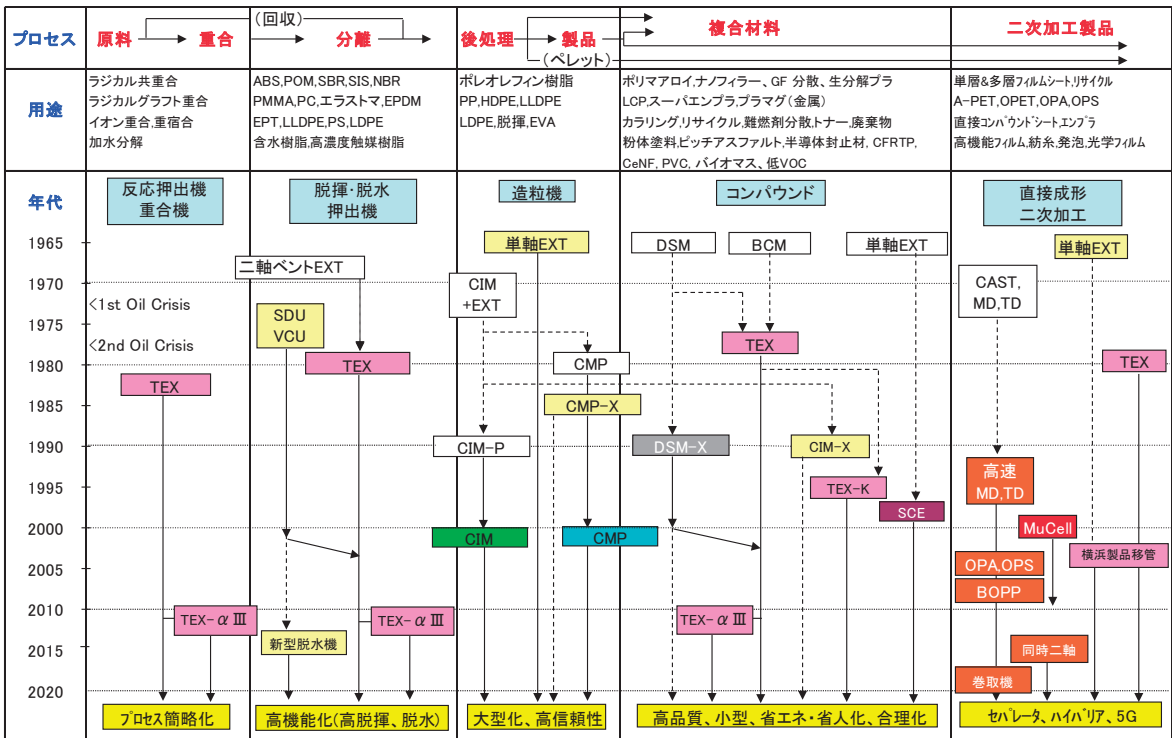 プロセス
原料
(回収)
重合
分離
後処理
製品
(ペレット)
複合材料
二次加工製品
用途
ラジカル共重合
ラジカルグラフト重合
イオン重合,重宿合
加水分解
ABS,POM,SBR,SIS,NBR
PMMA,PC,エラストマ,EPDM
EPT,LLDPE,PS,LDPE
含水樹脂,高濃度触媒樹脂
ポレオレフィン樹脂
PP,HDPE,LLDPE
LDPE,脱揮,EVA
ポリマアロイ,ナノフィラー、GF 分散、生分解プラ
LCP,スーパエンプラ,プラマグ(金属)
カラリング,リサイクル,難燃剤分散,トナー,廃棄物
粉体塗料,ピッチアスファルト,半導体封止材, CFRTP,
CeNF, PVC, バイオマス、低VOC
単層&多層フィルムシート,リサイクル
A-PET,OPET,OPA,OPS
直接コンパウンドシート,エンプラ
高機能フィルム,紡糸,発泡,光学フィルム
年代
反応押出機
重合機
脱揮・脱水
押出機
造粒機
コンパウンド
直接成形
二次加工
1965
1970
1975
1980
1985
1990
1995
2000
2005
2010
2015
2020
<1st Oil Crisis
<2nd Oil Crisis
TEX
TEX-αⅢ
プロセス簡略化
二軸ベントEXT
SDU
VCU
TEX
TEX-αⅢ
新型脱水機
高機能化(高脱揮、脱水)
単軸EXT
CIM
+EXT
CMP
CMP-X
CIM-P
CIM
CMP
大型化、高信頼性
DSM
BCM
単軸EXT
TEX
DSM-X
CIM-X
TEX-K
SCE
TEX-αⅢ
高品質、小型、省エネ・省人化、合理化
単軸EXT
CAST,
MD,TD
TEX
高速
MD,TD
MuCell
横浜製品移管
OPA,OPS
BOPP
同時二軸
巻取機
セパレータ、ハイバリア、5G